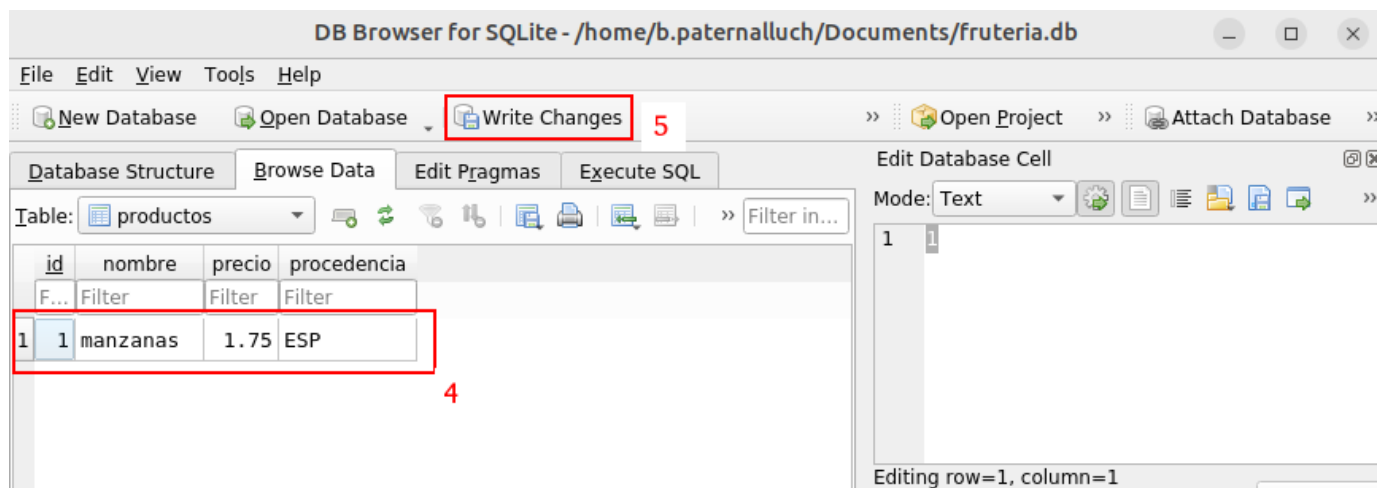 DB Browser for SQLite - /home/b.paternalluch/Documents/fruteria.db
File Edit View Tools Help
New Database Open Database Write Changes 5 » Open Project » Attach Database »
Database Structure Browse Data Edit Pragmas Execute SQL
Table: productos » Filter in...
id nombre precio procedencia
F... Filter Filter Filter
1 1 manzanas 1.75 ESP
4
Edit Database Cell
Mode: Text »
1 1
Editing row=1, column=1